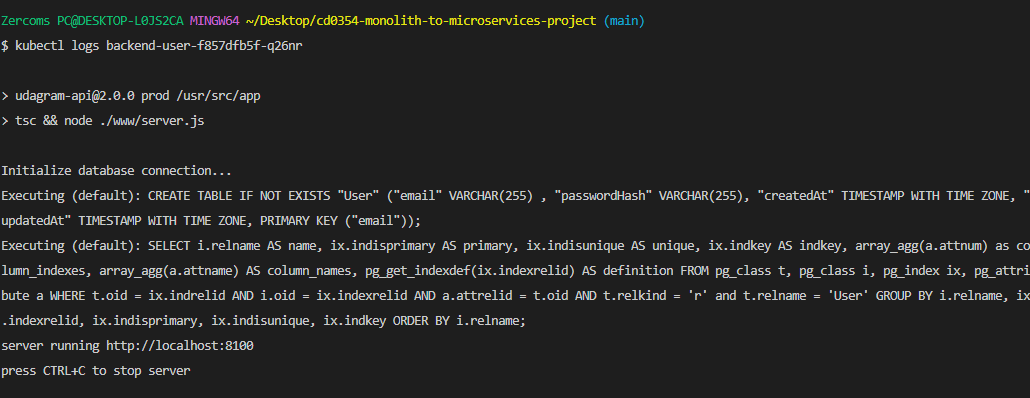 Zercoms PC@DESKTOP-L0JS2CA MINGW64 ~/Desktop/cd0354-monolith-to-microservices-project (main)
$ kubectl logs backend-user-f857dfb5f-q26nr
> udagram-api@2.0.0 prod /usr/src/app
> tsc && node ./www/server.js
Initialize database connection...
Executing (default): CREATE TABLE IF NOT EXISTS "User" ("email" VARCHAR(255) , "passwordHash" VARCHAR(255), "createdAt" TIMESTAMP WITH TIME ZONE, "
updatedAt" TIMESTAMP WITH TIME ZONE, PRIMARY KEY ("email"));
Executing (default): SELECT i.relname AS name, ix.indisprimary AS primary, ix.indisunique AS unique, ix.indkey AS indkey, array_agg(a.attnum) as co
lumn_indexes, array_agg(a.attname) AS column_names, pg_get_indexdef(ix.indexrelid) AS definition FROM pg_class t, pg_class i, pg_index ix, pg_attri
bute a WHERE t.oid = ix.indrelid AND i.oid = ix.indexrelid AND a.attrelid = t.oid AND t.relkind = 'r' and t.relname = 'User' GROUP BY i.relname, ix
.indexrelid, ix.indisprimary, ix.indisunique, ix.indkey ORDER BY i.relname;
server running http://localhost:8100
press CTRL+C to stop server